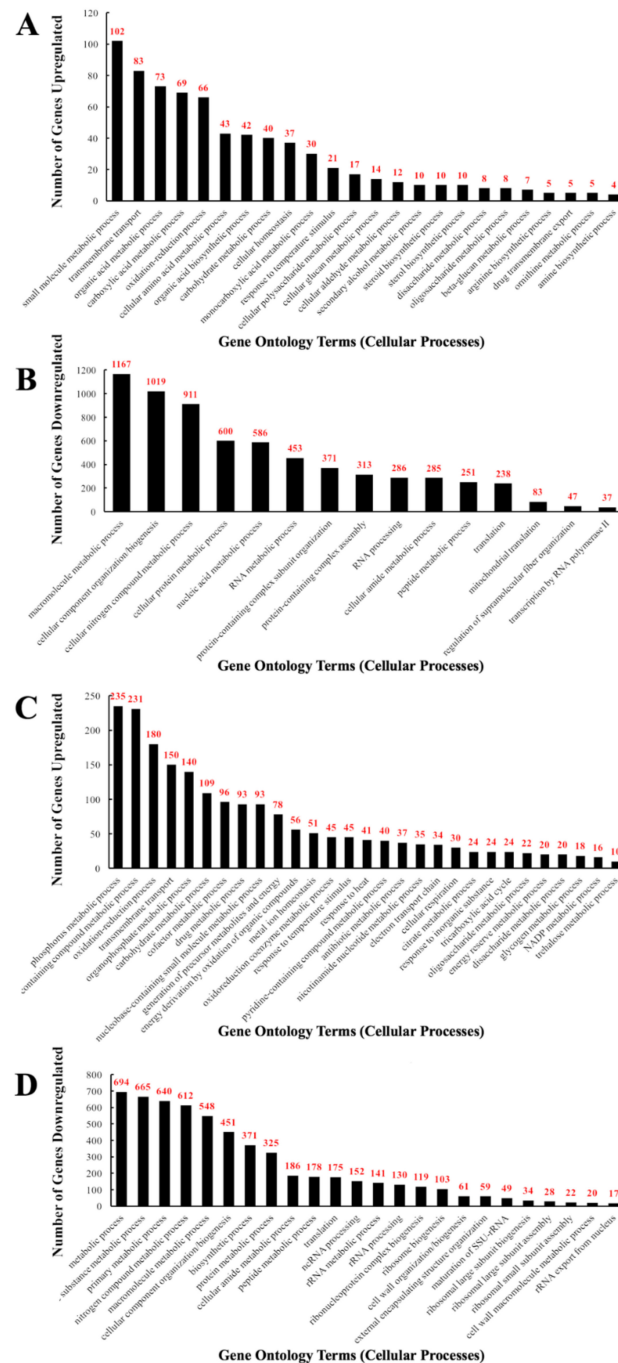 A
Number of Genes Upregulated
120
100
80
60
40
20
0
102
83
73
69
66
43
42
40
37
30
21
17
14
12
10
10
10
8
8
7
5
5
5
4
small molecule metabolic process
transmembrane transport
organic acid metabolic process
carboxylic acid metabolic process
oxidation-reduction process
cellular amino acid metabolic process
organic acid biosynthetic process
carbohydrate metabolic process
cellular homeostasis
monocarboxylic acid metabolic process
response to temperature stimulus
cellular polysaccharide metabolic process
cellular glucan metabolic process
cellular aldehyde metabolic process
secondary alcohol metabolic process
steroid biosynthetic process
sterol biosynthetic process
disaccharide metabolic process
oligosaccharide metabolic process
beta-glucan metabolic process
arginine biosynthetic process
drug transmembrane export
ornithine metabolic process
amine biosynthetic process
Gene Ontology Terms (Cellular Processes)
B
Number of Genes Downregulated
1200
1000
800
600
400
200
0
1167
1019
911
600
586
453
371
313
286
285
251
238
83
47
37
macromolecule metabolic process
cellular component organization biogenesis
cellular nitrogen compound metabolic process
cellular protein metabolic process
nucleic acid metabolic process
RNA metabolic process
protein-containing complex subunit organization
protein-containing complex assembly
RNA processing
cellular amide metabolic process
peptide metabolic process
translation
mitochondrial translation
regulation of supramolecular fiber organization
transcription by RNA polymerase II
Gene Ontology Terms (Cellular Processes)
C
Number of Genes Upregulated
250
200
150
100
50
0
235
231
180
150
140
109
96
93
93
78
56
51
45
45
41
40
37
35
34
30
24
24
24
22
20
20
18
16
10
phosphorus metabolic process
containing compound metabolic process
oxidation-reduction process
transmembrane transport
organophosphate metabolic process
carbohydrate metabolic process
cofactor metabolic process
drug metabolic process
nucleobase-containing small molecule metabolic process
generation of precursor metabolites and energy
energy derivation by oxidation of organic compounds
metal ion homeostasis
oxidoreduction coenzyme metabolic process
response to temperature stimulus
response to heat
pyridine-containing compound metabolic process
antibiotic metabolic process
nicotinamide nucleotide metabolic process
electron transport chain
cellular respiration
citrate metabolic process
response to inorganic substance
tricarboxylic acid cycle
oligosaccharide metabolic process
energy reserve metabolic process
disaccharide metabolic process
glycogen metabolic process
NADP metabolic process
trehalose metabolic process
Gene Ontology Terms (Cellular Processes)
D
Number of Genes Downregulated
800
700
600
500
400
300
200
100
0
694
665
640
612
548
451
371
325
186
178
175
152
141
130
119
103
61
59
49
34
28
22
20
17
metabolic process
. substance metabolic process
primary metabolic process
nitrogen compound metabolic process
macromolecule metabolic process
cellular component organization biogenesis
biosynthetic process
protein metabolic process
cellular amide metabolic process
peptide metabolic process
translation
ncRNA processing
rRNA metabolic process
rRNA processing
ribonucleoprotein complex biogenesis
ribosome biogenesis
cell wall organization biogenesis
external encapsulating structure organization
maturation of SSU-rRNA
ribosomal large subunit biogenesis
ribosomal large subunit assembly
ribosomal small subunit assembly
cell wall macromolecule metabolic process
rRNA export from nucleus
Gene Ontology Terms (Cellular Processes)